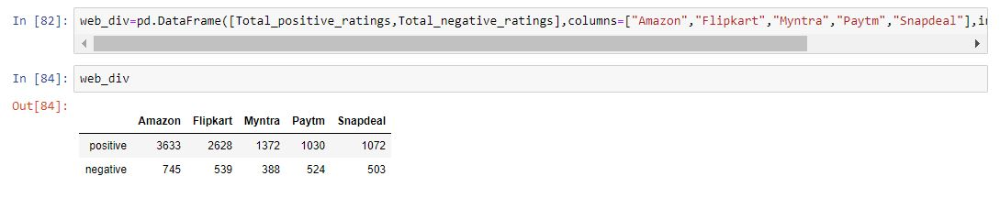 In [82]: web_div=pd.DataFrame([Total_positive_ratings,Total_negative_ratings],columns=["Amazon","Flipkart","Myntra","Paytm","Snapdeal"],in
In [84]: web_div
Out[84]:
Amazon Flipkart Myntra Paytm Snapdeal
positive 3633 2628 1372 1030 1072
negative 745 539 388 524 503